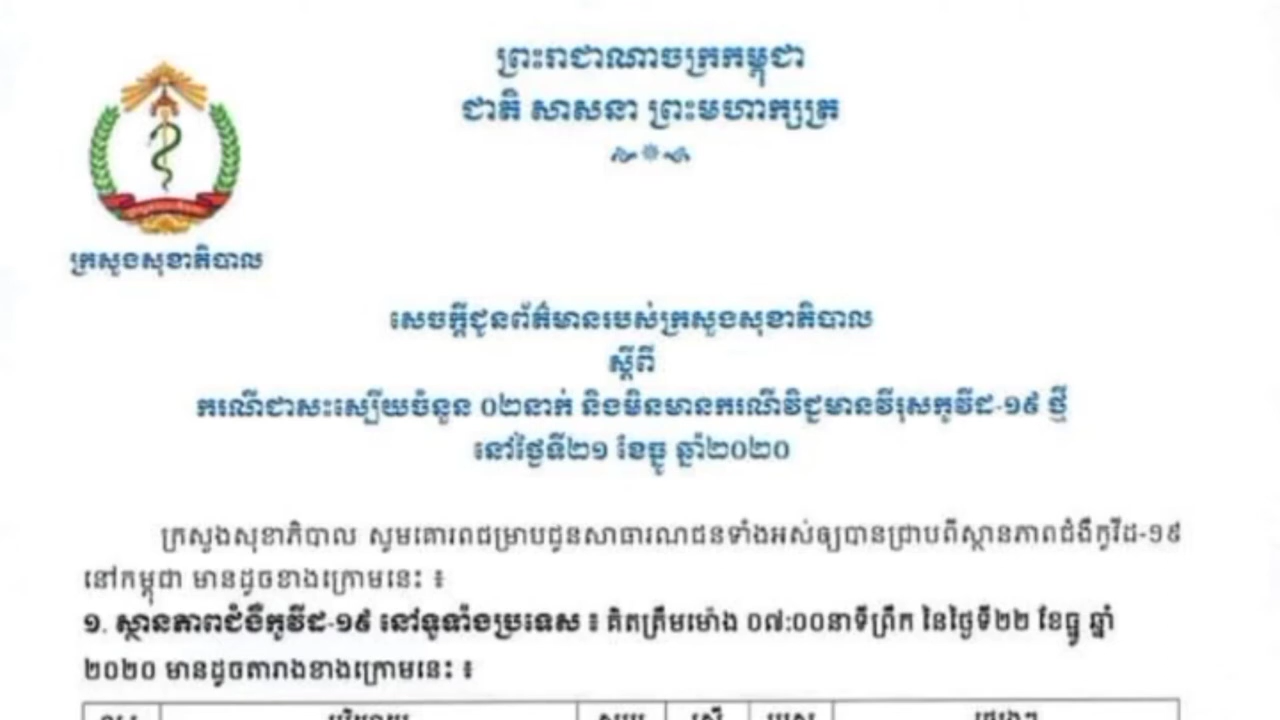 ព្រះរាជាណាចក្រកម្ពុជា
ជាតិ សាសនា ព្រះមហាក្សត្រ
ក្រសួងសុខាភិបាល
សេចក្តីជូនព័ត៌មានរបស់ក្រសួងសុខាភិបាល
ស្តីពី
ករណីជាសះស្បើយចំនួន ០២នាក់ និងមិនមានករណីវិជ្ជមានវីរុសកូវីដ-១៩ ថ្មី
នៅថ្ងៃទី២១ ខែធ្នូ ឆ្នាំ២០២០
ក្រសួងសុខាភិបាល សូមគោរពជម្រាបជូនសាធារណជនទាំងអស់ឲ្យបានជ្រាបពីស្ថានភាពជំងឺកូវីដ-១៩
នៅកម្ពុជា មានដូចខាងក្រោមនេះ ៖
១. ស្ថានភាពជំងឺកូវីដ-១៩ នៅទូទាំងប្រទេស ៖ គិតត្រឹមម៉ោង ០៧:០០នាទីព្រឹក នៃថ្ងៃទី២២ ខែធ្នូ ឆ្នាំ
២០២០ មានដូចតារាងខាងក្រោមនេះ ៖